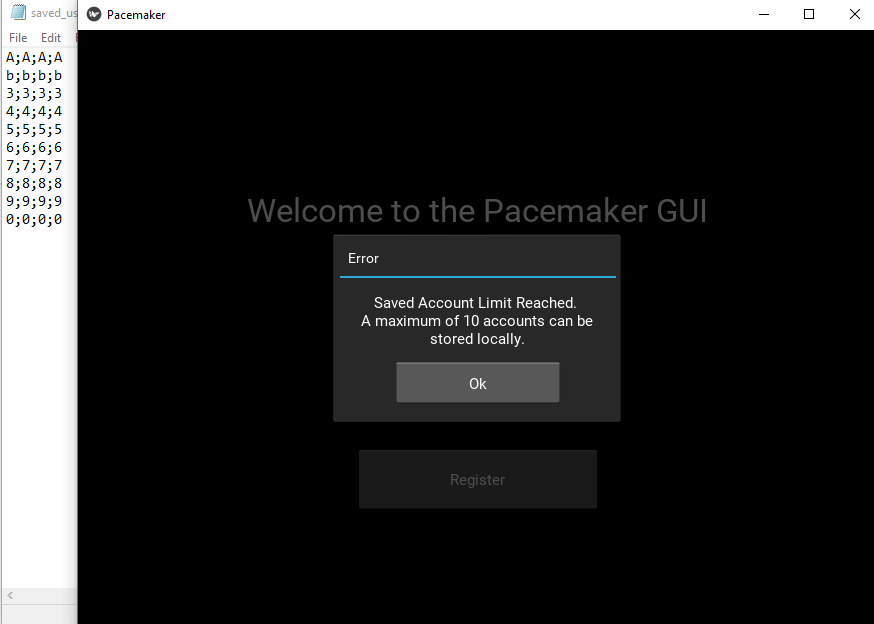 saved_us
File Edit
A;A;A;A
b;b;b;b
3;3;3;3
4;4;4;4
5;5;5;5
6;6;6;6
7;7;7;7
8;8;8;8
9;9;9;9
0;0;0;0
Pacemaker
Welcome to the Pacemaker GUI
Error
Saved Account Limit Reached.
A maximum of 10 accounts can be
stored locally.
Ok
Register